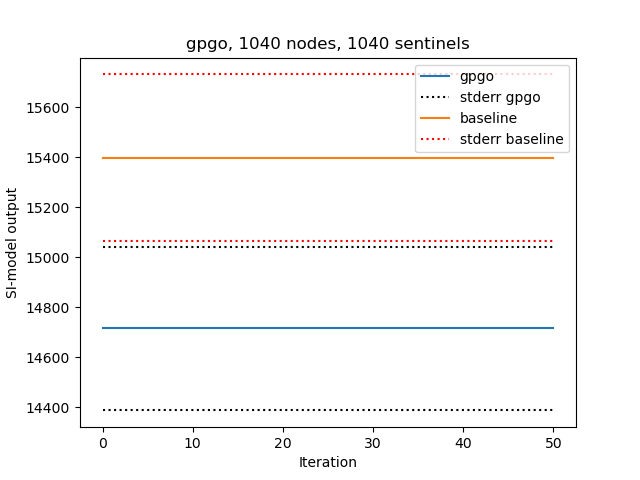 gpgo, 1040 nodes, 1040 sentinels
gpgo
stderr gpgo
baseline
stderr baseline
15600
15400
15200
15000
14800
14600
14400
SI-model output
0 10 20 30 40 50
Iteration